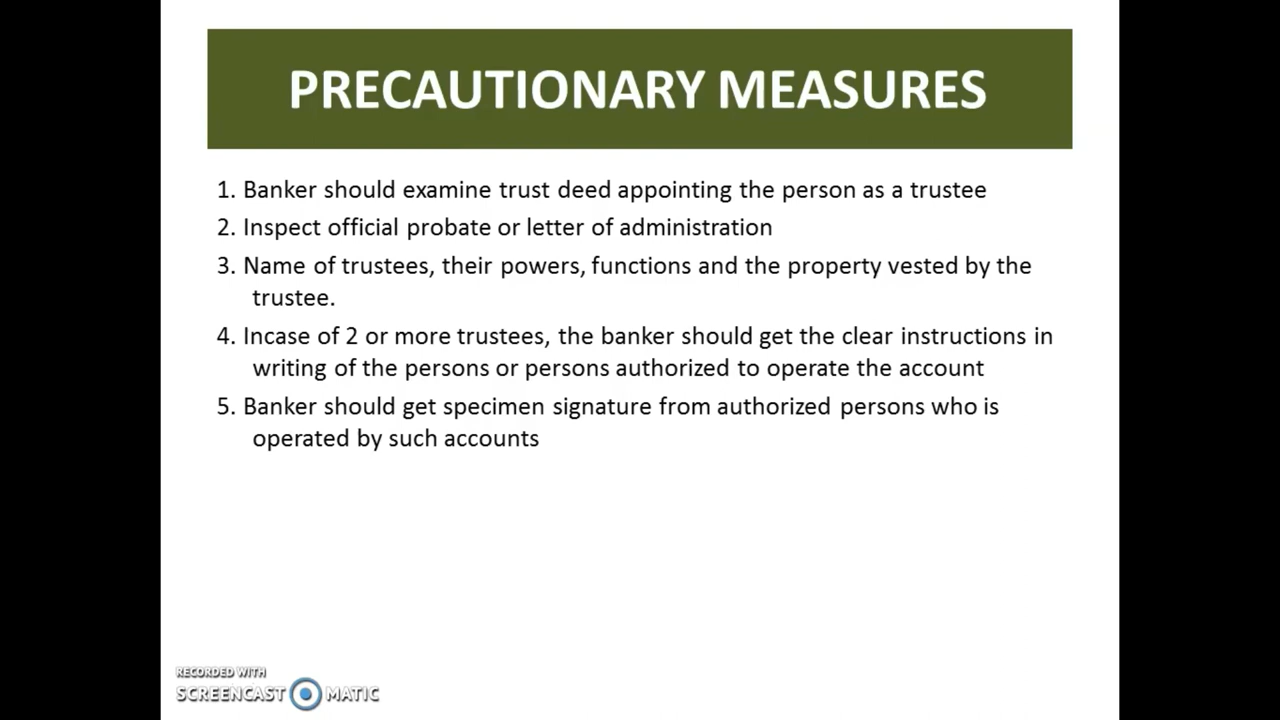 PRECAUTIONARY MEASURES
1. Banker should examine trust deed appointing the person as a trustee
2. Inspect official probate or letter of administration
3. Name of trustees, their powers, functions and the property vested by the
trustee.
4. Incase of 2 or more trustees, the banker should get the clear instructions in
writing of the persons or persons authorized to operate the account
5. Banker should get specimen signature from authorized persons who is
operated by such accounts
RECORDED WITH
SCREENCAST MATIC